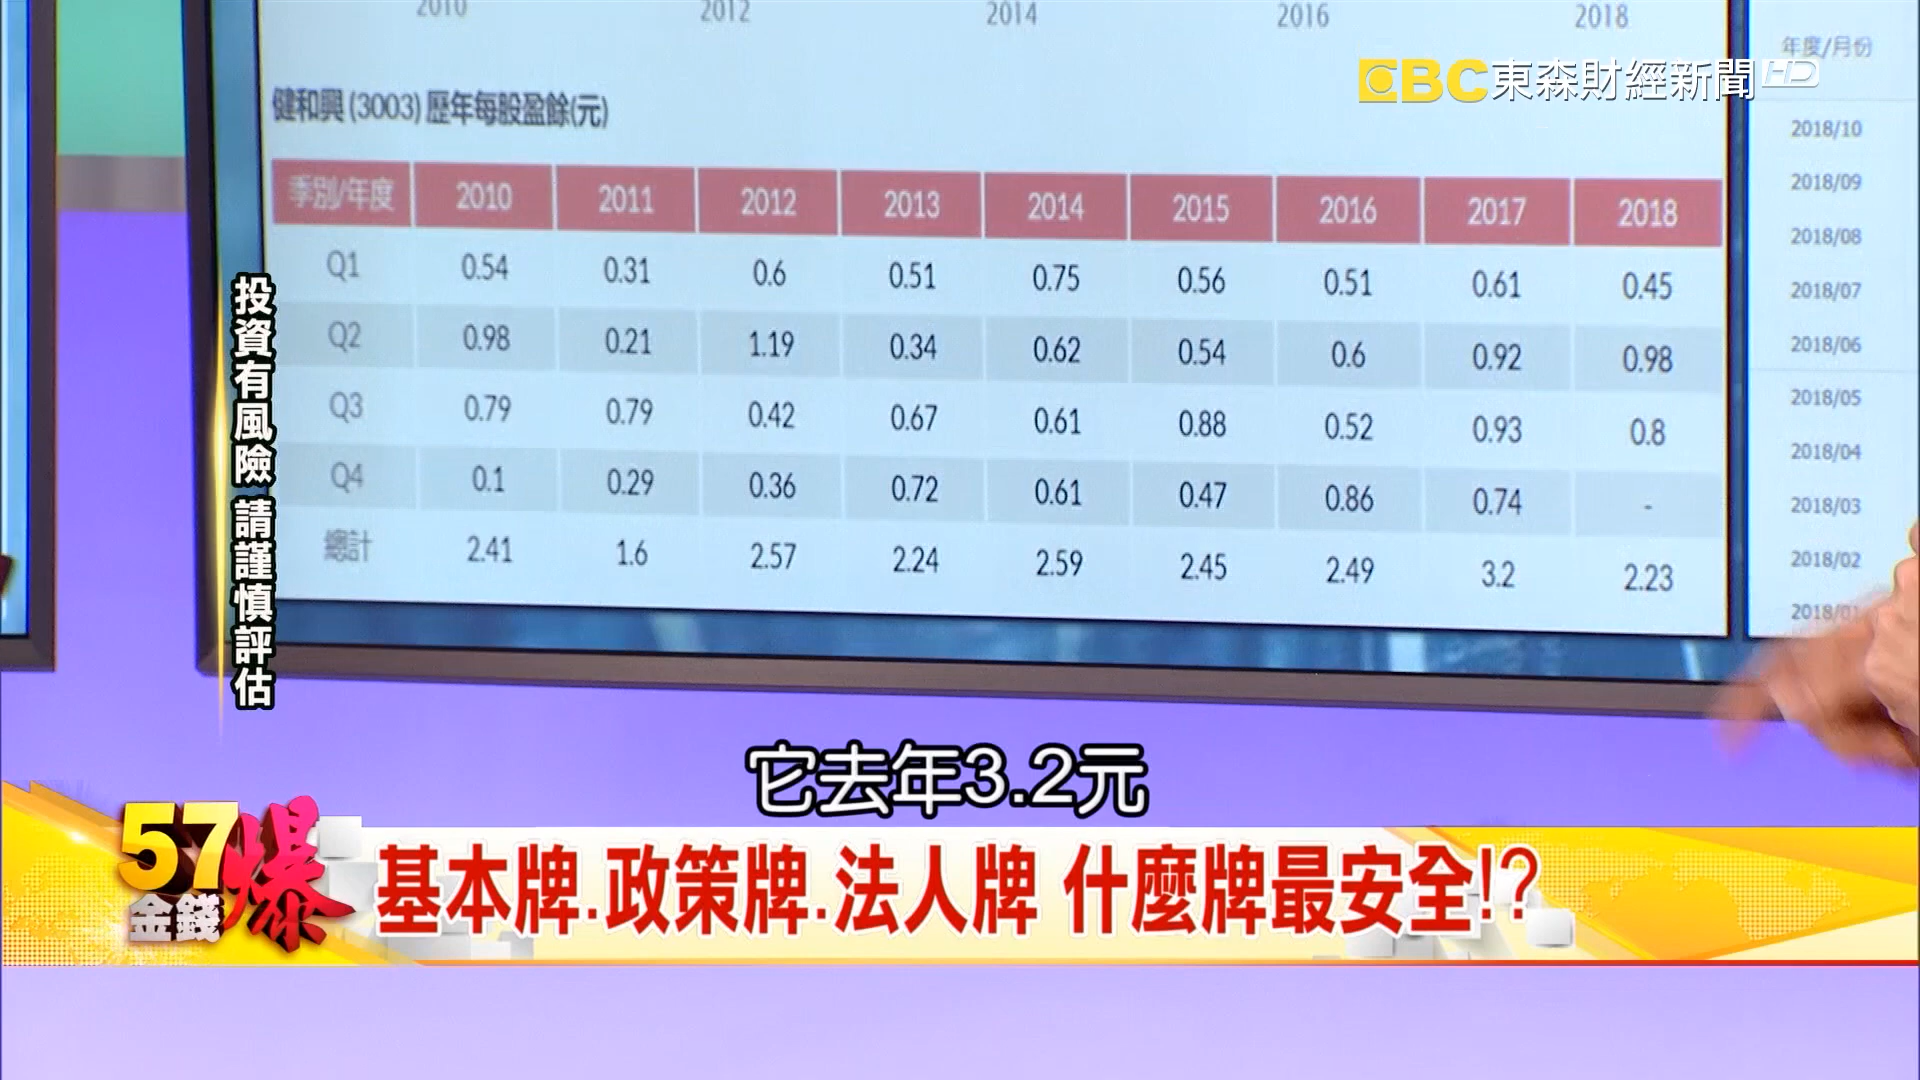 2010 2012 2014 2016 2018
年度/月份
EBC東森財經新聞HD
健和興 (3003) 歷年每股盈餘(元)
季別/年度 2010 2011 2012 2013 2014 2015 2016 2017 2018
Q1 0.54 0.31 0.6 0.51 0.75 0.56 0.51 0.61 0.45
Q2 0.98 0.21 1.19 0.34 0.62 0.54 0.6 0.92 0.98
Q3 0.79 0.79 0.42 0.67 0.61 0.88 0.52 0.93 0.8
Q4 0.1 0.29 0.36 0.72 0.61 0.47 0.86 0.74 -
總計 2.41 1.6 2.57 2.24 2.59 2.45 2.49 3.2 2.23
2018/10
2018/09
2018/08
2018/07
2018/06
2018/05
2018/04
2018/03
2018/02
2018/01
投資有風險 請謹慎評估
它去年3.2元
57金錢爆
基本牌.政策牌.法人牌 什麼牌最安全!?